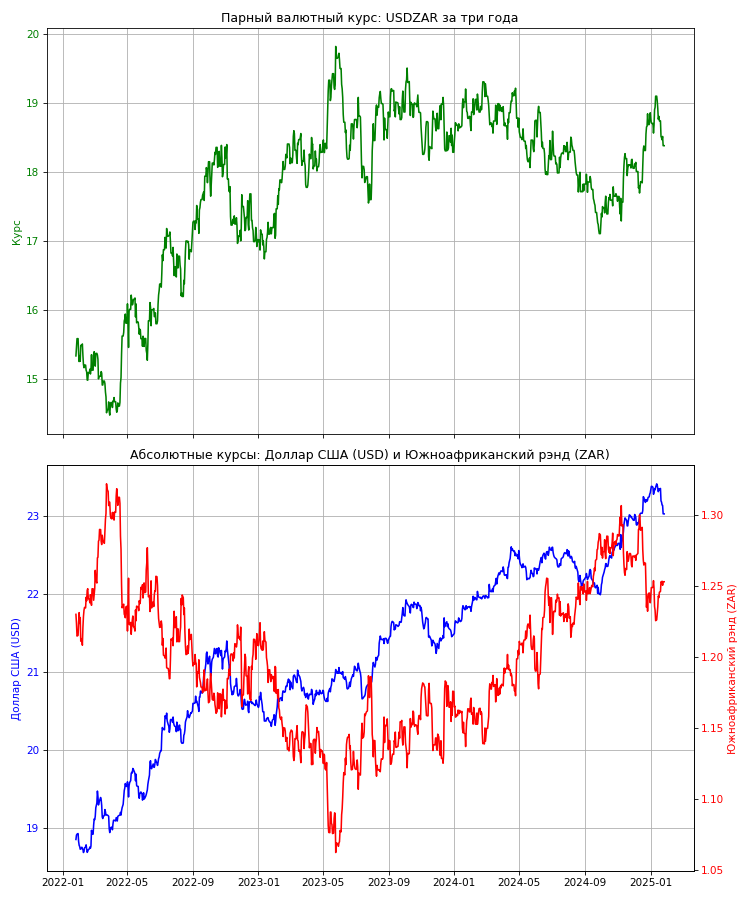 Парный валютный курс: USDZAR за три года
20
19
18
17
16
15
Курс
Абсолютные курсы: Доллар США (USD) и Южноафриканский рэнд (ZAR)
23
22
21
20
19
Доллар США (USD)
1.30
1.25
1.20
1.15
1.10
1.05
Южноафриканский рэнд (ZAR)
2022-01 2022-05 2022-09 2023-01 2023-05 2023-09 2024-01 2024-05 2024-09 2025-01